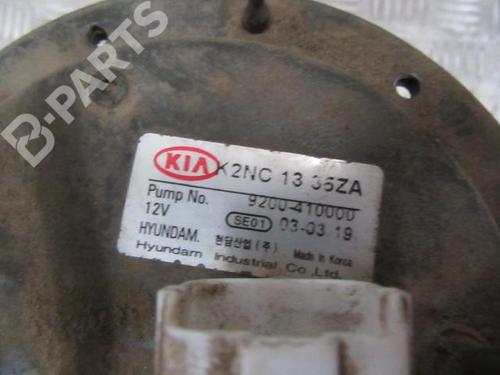 B-PARTS
KIA K2NC 13 35ZA
Pump No. 9200-410000
12V SE01 03-03 19
HYUNDAM. 현담산업(주) Made in Korea
Hyundam Industrial Co.,Ltd.